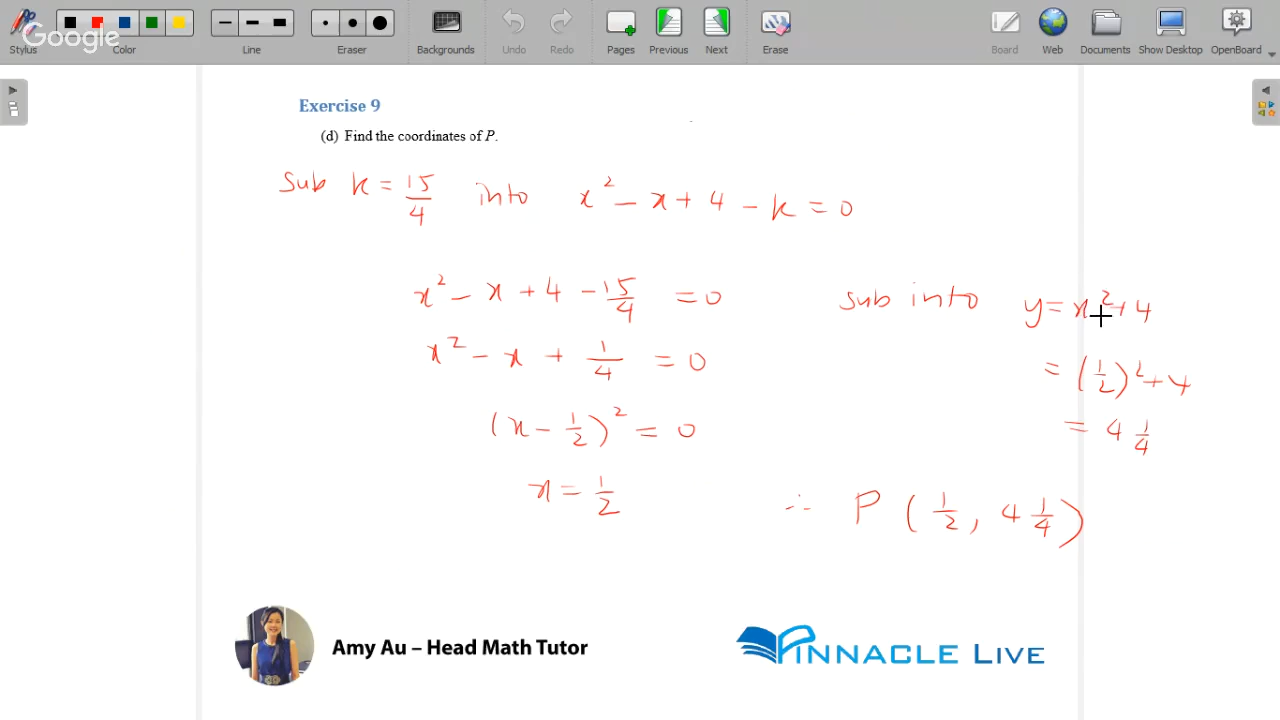 Stylus
Color
Line
Eraser
Backgrounds
Undo
Redo
Pages
Previous
Next
Erase
Board
Web
Documents
Show Desktop
OpenBoard
Google
Exercise 9
(d) Find the coordinates of P.
Sub k = 15/4 into x² - x + 4 - k = 0
x² - x + 4 - 15/4 = 0
x² - x + 1/4 = 0
(x - 1/2)² = 0
x = 1/2
sub into y = x² + 4
= (1/2)² + 4
= 4 1/4
∴ P (1/2, 4 1/4)
Amy Au – Head Math Tutor
PINNACLE LIVE